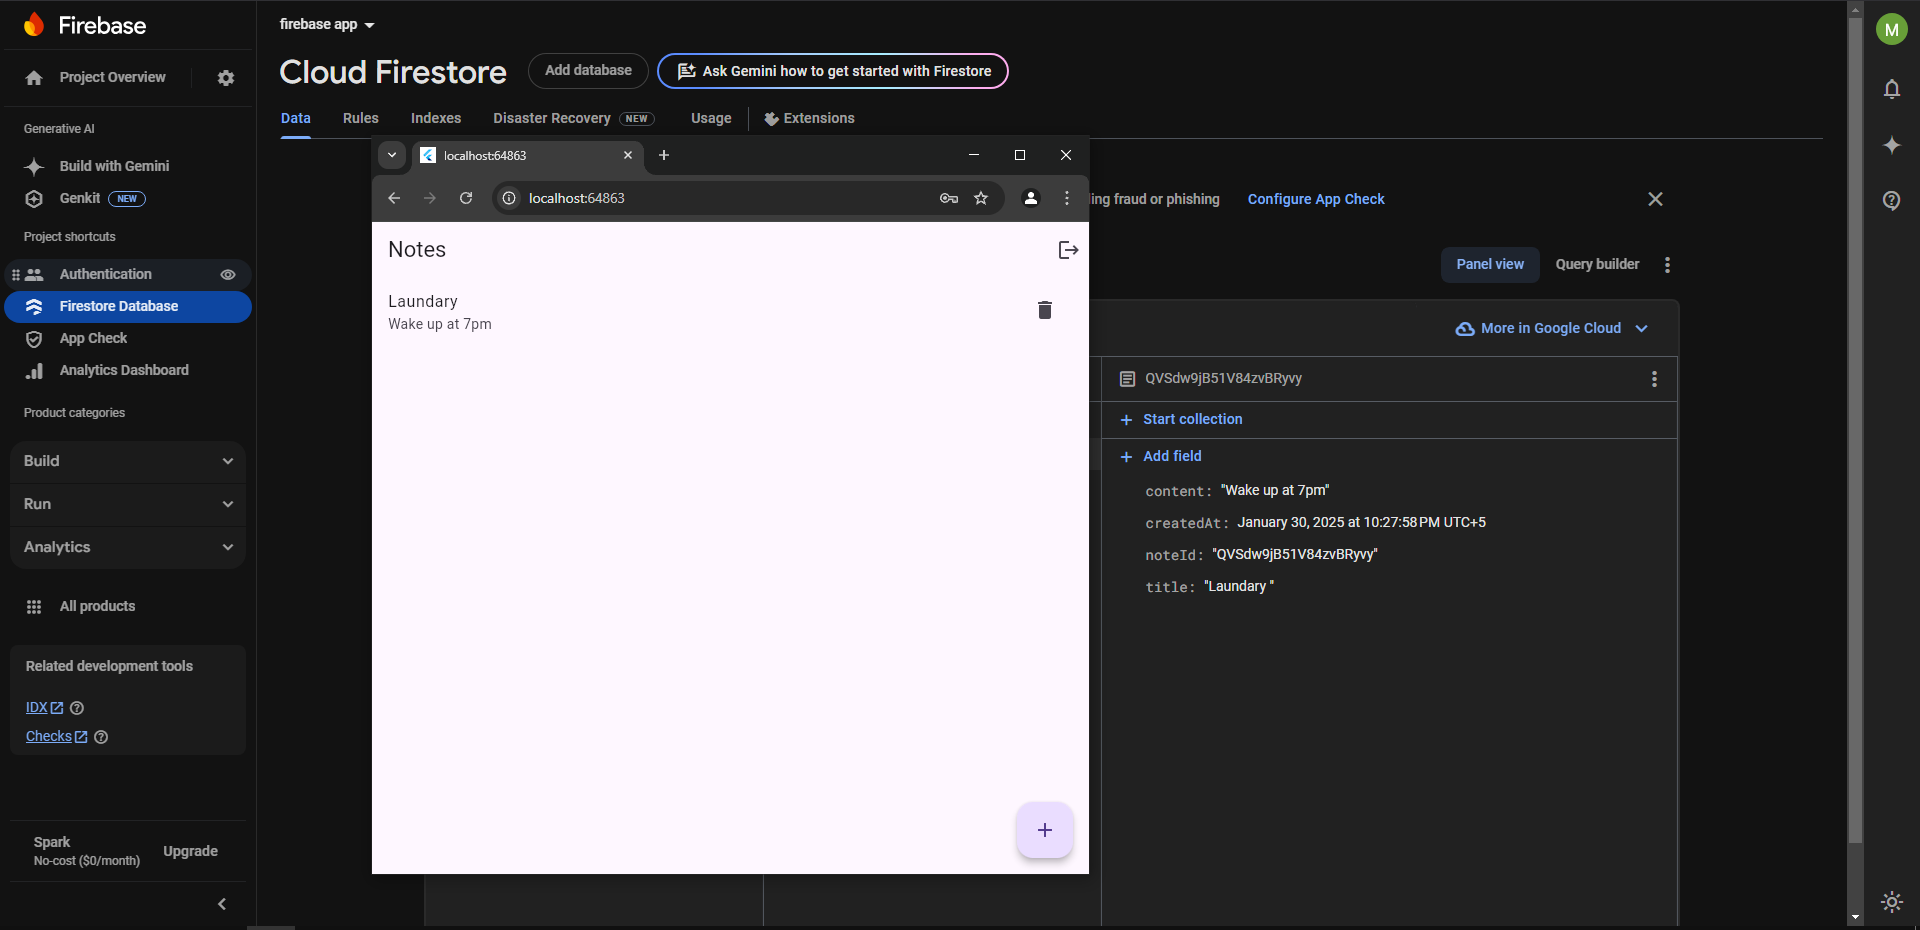 Firebase
Project Overview
Generative AI
Build with Gemini
Genkit NEW
Project shortcuts
Authentication
Firestore Database
App Check
Analytics Dashboard
Product categories
Build
Run
Analytics
All products
Related development tools
IDX
Checks
Spark
No-cost ($0/month)
Upgrade
firebase app
Cloud Firestore
Add database
Ask Gemini how to get started with Firestore
Data Rules Indexes Disaster Recovery NEW Usage Extensions
localhost:64863
localhost:64863
Notes
Laundary
Wake up at 7pm
ing fraud or phishing Configure App Check
Panel view Query builder
More in Google Cloud
QVSdw9jB51V84zvBRyvy
Start collection
Add field
content: "Wake up at 7pm"
createdAt: January 30, 2025 at 10:27:58 PM UTC+5
noteId: "QVSdw9jB51V84zvBRyvy"
title: "Laundary "
M